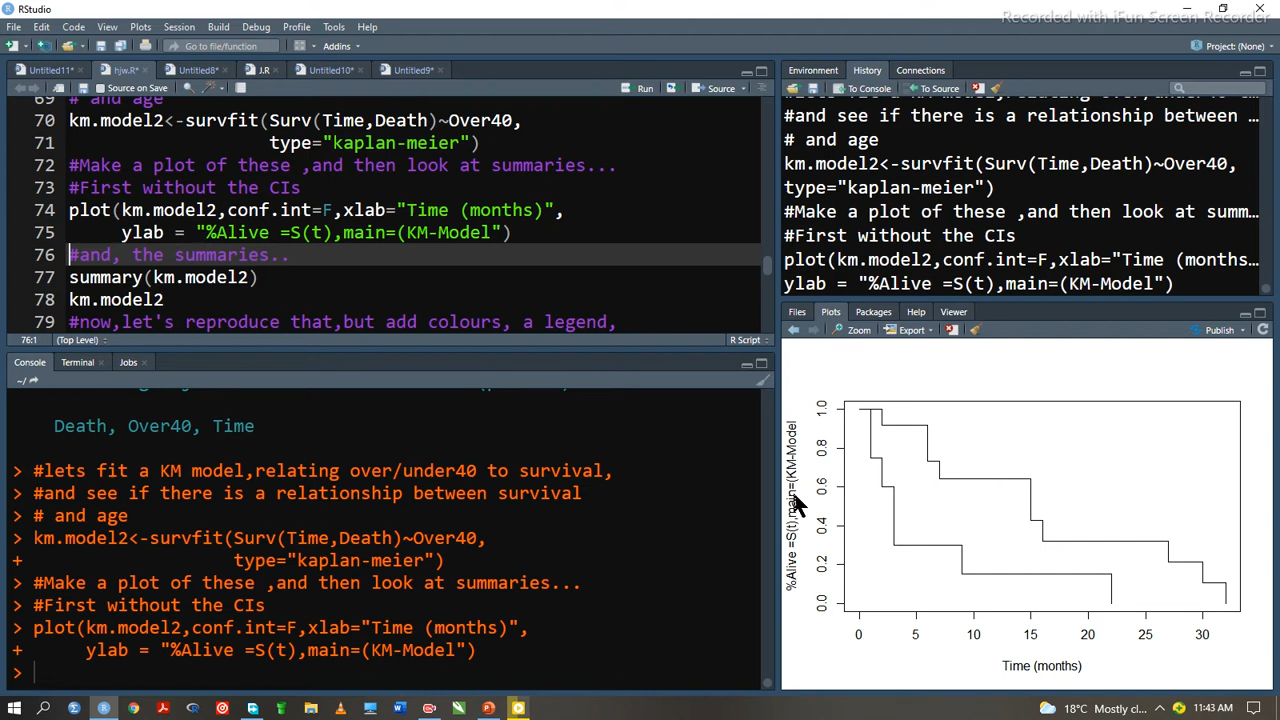 RStudio
Recorded with iFun Screen Recorder
File Edit Code View Plots Session Build Debug Profile Tools Help
Go to file/function Addins Project: (None)
Untitled11* hjw.R* Untitled8* J.R Untitled10* Untitled9*
Source on Save Run Source
69 # and age
70 km.model2<-survfit(Surv(Time,Death)~Over40,
71 type="kaplan-meier")
72 #Make a plot of these ,and then look at summaries...
73 #First without the CIs
74 plot(km.model2,conf.int=F,xlab="Time (months)",
75 ylab = "%Alive =S(t),main=(KM-Model")
76 #and, the summaries..
77 summary(km.model2)
78 km.model2
79 #now,let's reproduce that,but add colours, a legend,
76:1 (Top Level) R Script
Console Terminal Jobs
~/
Death, Over40, Time
> #lets fit a KM model,relating over/under40 to survival,
> #and see if there is a relationship between survival
> # and age
> km.model2<-survfit(Surv(Time,Death)~Over40,
+ type="kaplan-meier")
> #Make a plot of these ,and then look at summaries...
> #First without the CIs
> plot(km.model2,conf.int=F,xlab="Time (months)",
+ ylab = "%Alive =S(t),main=(KM-Model")
>
Environment History Connections
To Console To Source
#and see if there is a relationship between …
# and age
km.model2<-survfit(Surv(Time,Death)~Over40,
type="kaplan-meier")
#Make a plot of these ,and then look at summ…
#First without the CIs
plot(km.model2,conf.int=F,xlab="Time (months…
ylab = "%Alive =S(t),main=(KM-Model")
Files Plots Packages Help Viewer
Zoom Export Publish
%Alive =S(t),main=(KM-Model
1.0
0.8
0.6
0.4
0.2
0.0
0 5 10 15 20 25 30
Time (months)
18°C Mostly cl... 11:43 AM